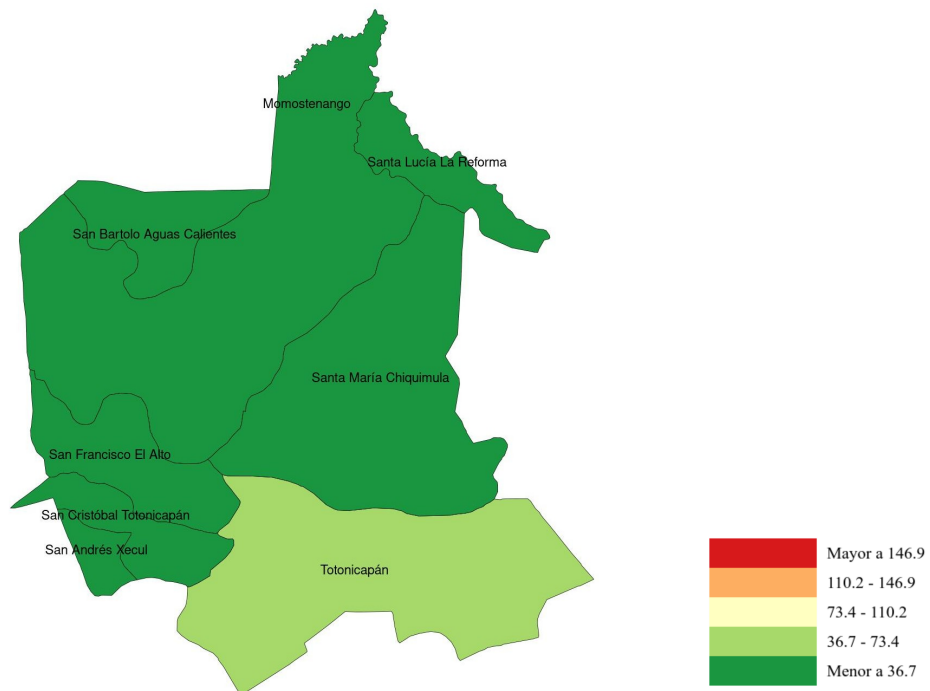 Momostenango
Santa Lucía La Reforma
San Bartolo Aguas Calientes
Santa María Chiquimula
San Francisco El Alto
San Cristóbal Totonicapán
San Andrés Xecul
Totonicapán
Mayor a 146.9
110.2 - 146.9
73.4 - 110.2
36.7 - 73.4
Menor a 36.7